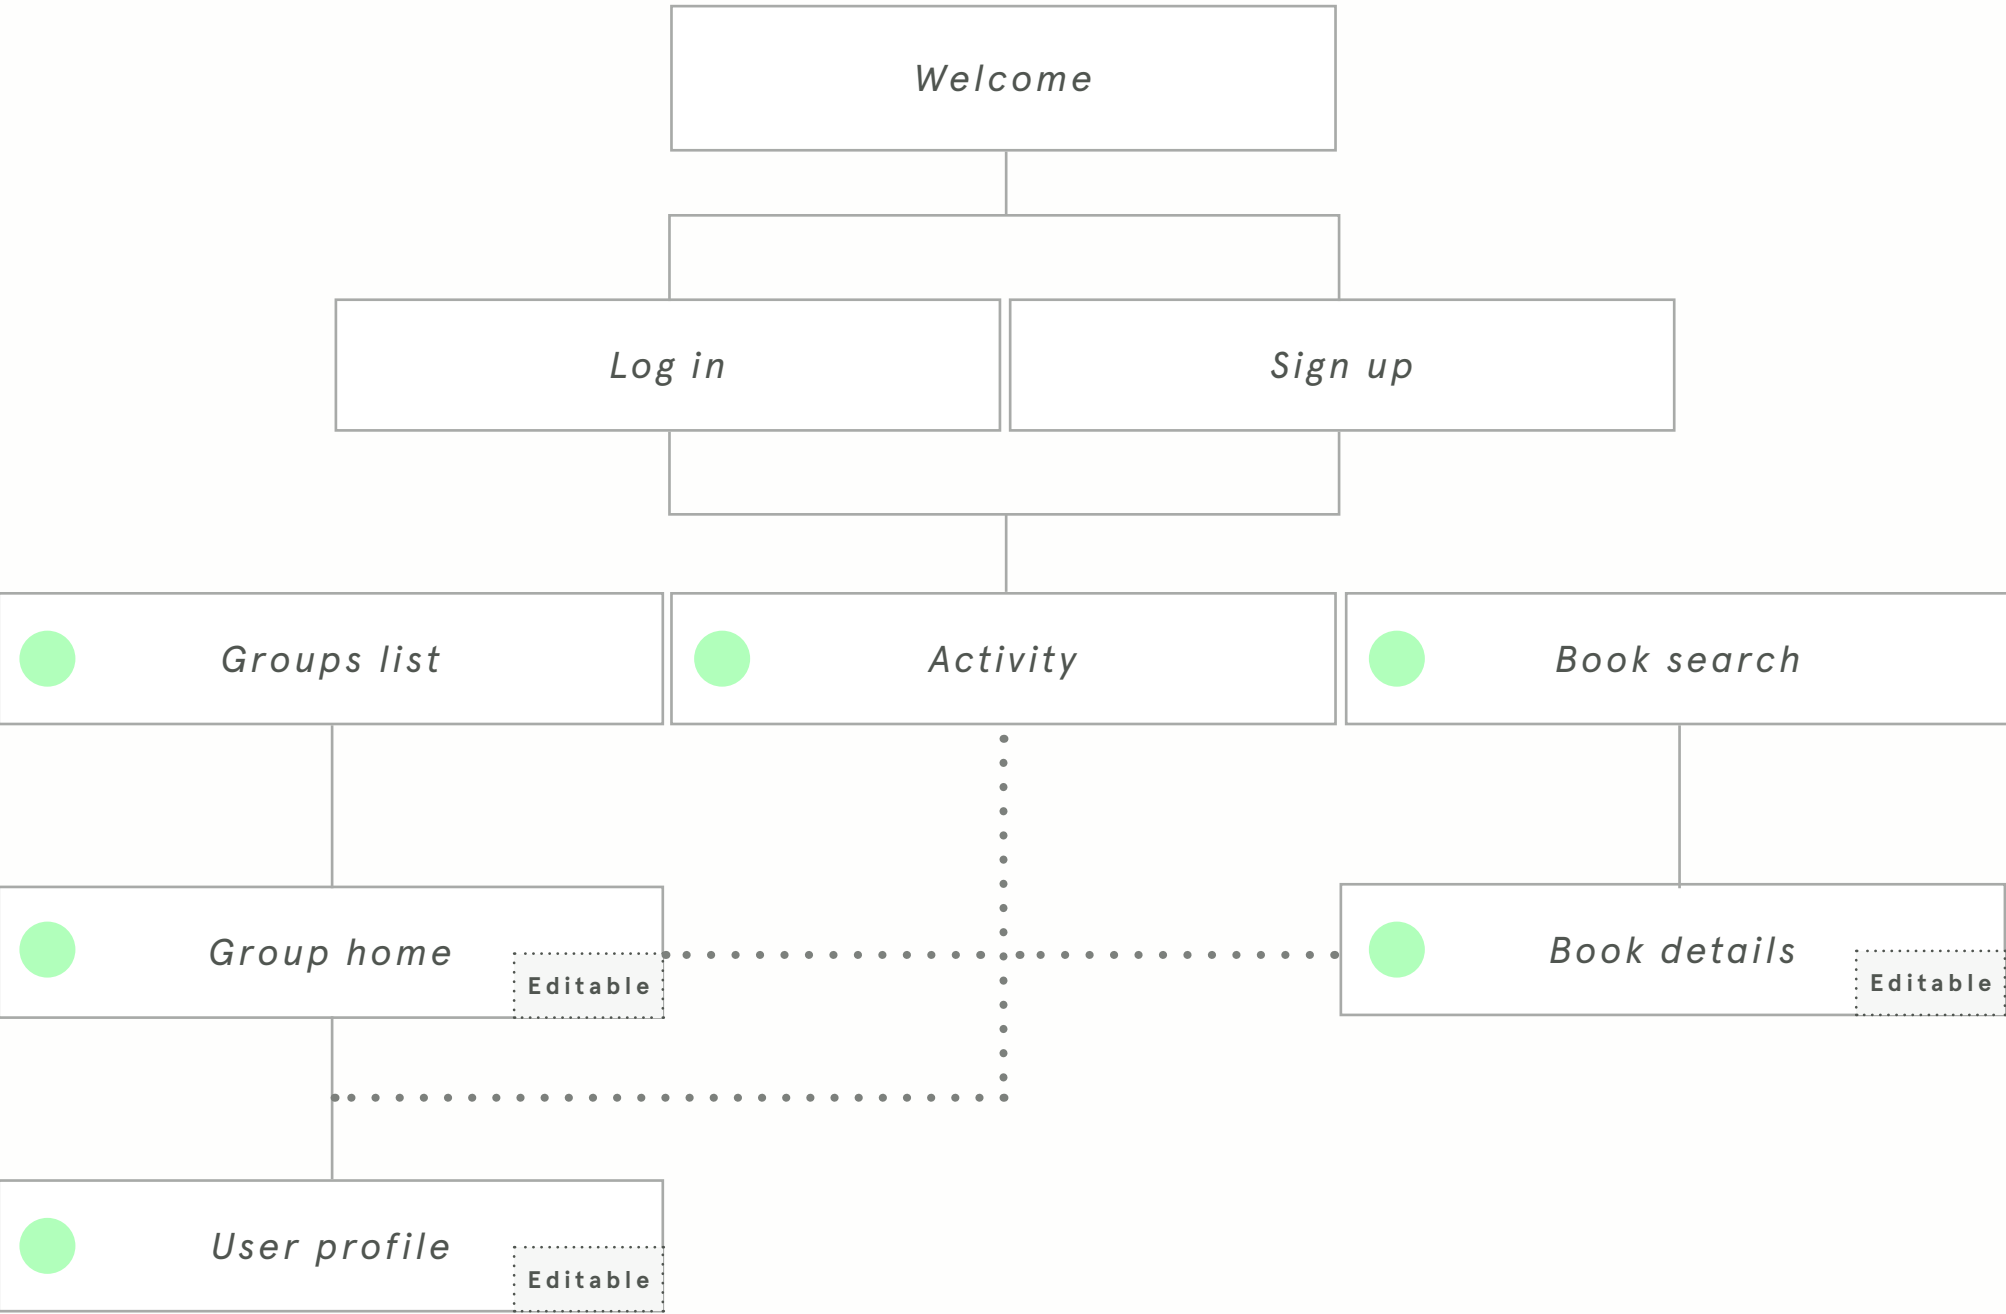 Welcome
Log in
Sign up
Groups list
Activity
Book search
Group home
Editable
Book details
Editable
User profile
Editable